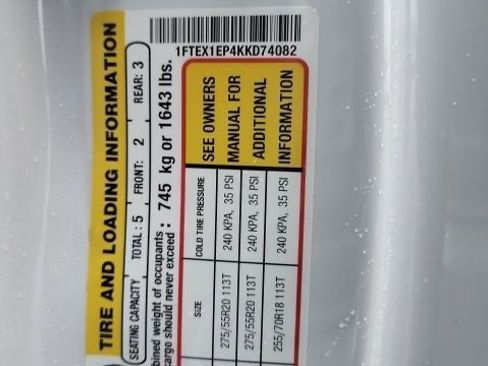 1FTEX1EP4KKD74082
TIRE AND LOADING INFORMATION
SEATING CAPACITY TOTAL: 5 FRONT: 2 REAR: 3
bined weight of occupants
argo should never exceed : 745 kg or 1643 lbs.
SIZE COLD TIRE PRESSURE
275/55R20 113T 240 KPA, 35 PSI
275/55R20 113T 240 KPA, 35 PSI
255/70R18 113T 240 KPA, 35 PSI
SEE OWNERS
MANUAL FOR
ADDITIONAL
INFORMATION